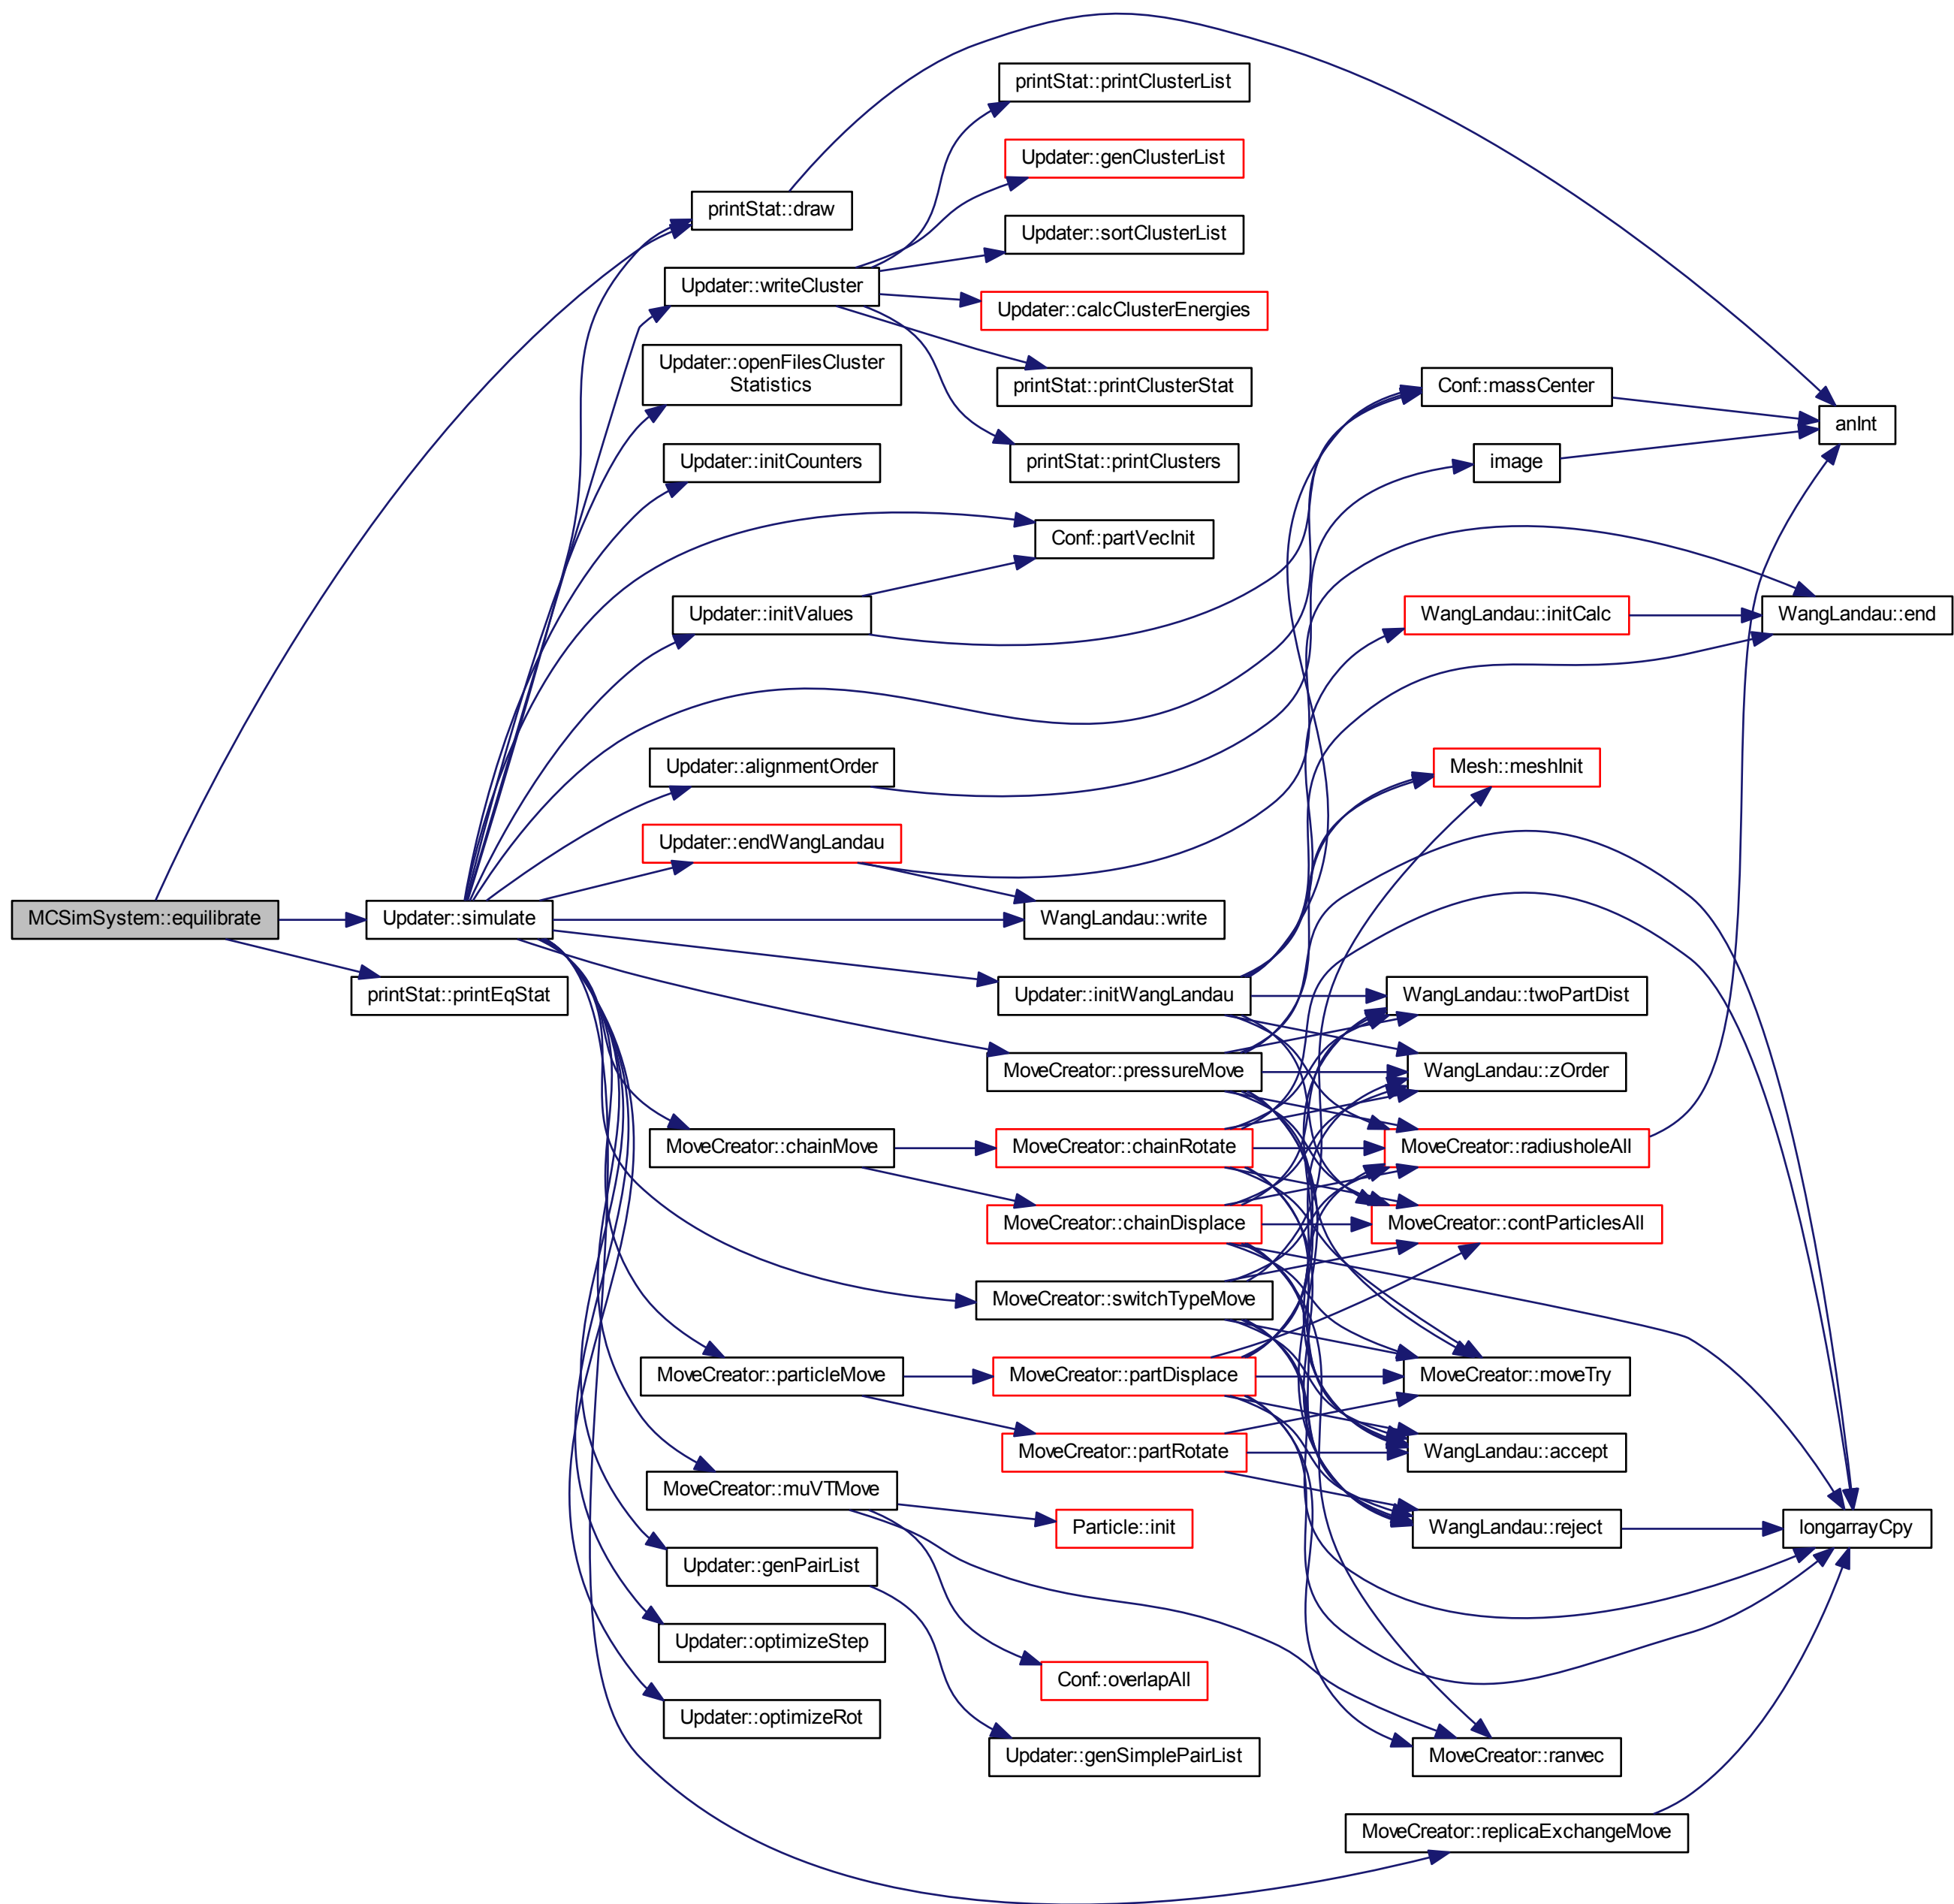 printStat::printClusterList
Updater::genClusterList
printStat::draw
Updater::sortClusterList
Updater::writeCluster
Updater::calcClusterEnergies
Updater::openFilesCluster
Statistics
printStat::printClusterStat
Conf::massCenter
anInt
Updater::initCounters
printStat::printClusters
image
Conf::partVecInit
Updater::initValues
WangLandau::initCalc
WangLandau::end
Updater::alignmentOrder
Mesh::meshInit
Updater::endWangLandau
MCSimSystem::equilibrate
Updater::simulate
WangLandau::write
printStat::printEqStat
Updater::initWangLandau
WangLandau::twoPartDist
MoveCreator::pressureMove
WangLandau::zOrder
MoveCreator::chainMove
MoveCreator::chainRotate
MoveCreator::radiusholeAll
MoveCreator::chainDisplace
MoveCreator::contParticlesAll
MoveCreator::switchTypeMove
MoveCreator::particleMove
MoveCreator::partDisplace
MoveCreator::moveTry
MoveCreator::partRotate
WangLandau::accept
MoveCreator::muVTMove
Particle::init
WangLandau::reject
longarrayCpy
Updater::genPairList
Updater::optimizeStep
Conf::overlapAll
Updater::optimizeRot
Updater::genSimplePairList
MoveCreator::ranvec
MoveCreator::replicaExchangeMove